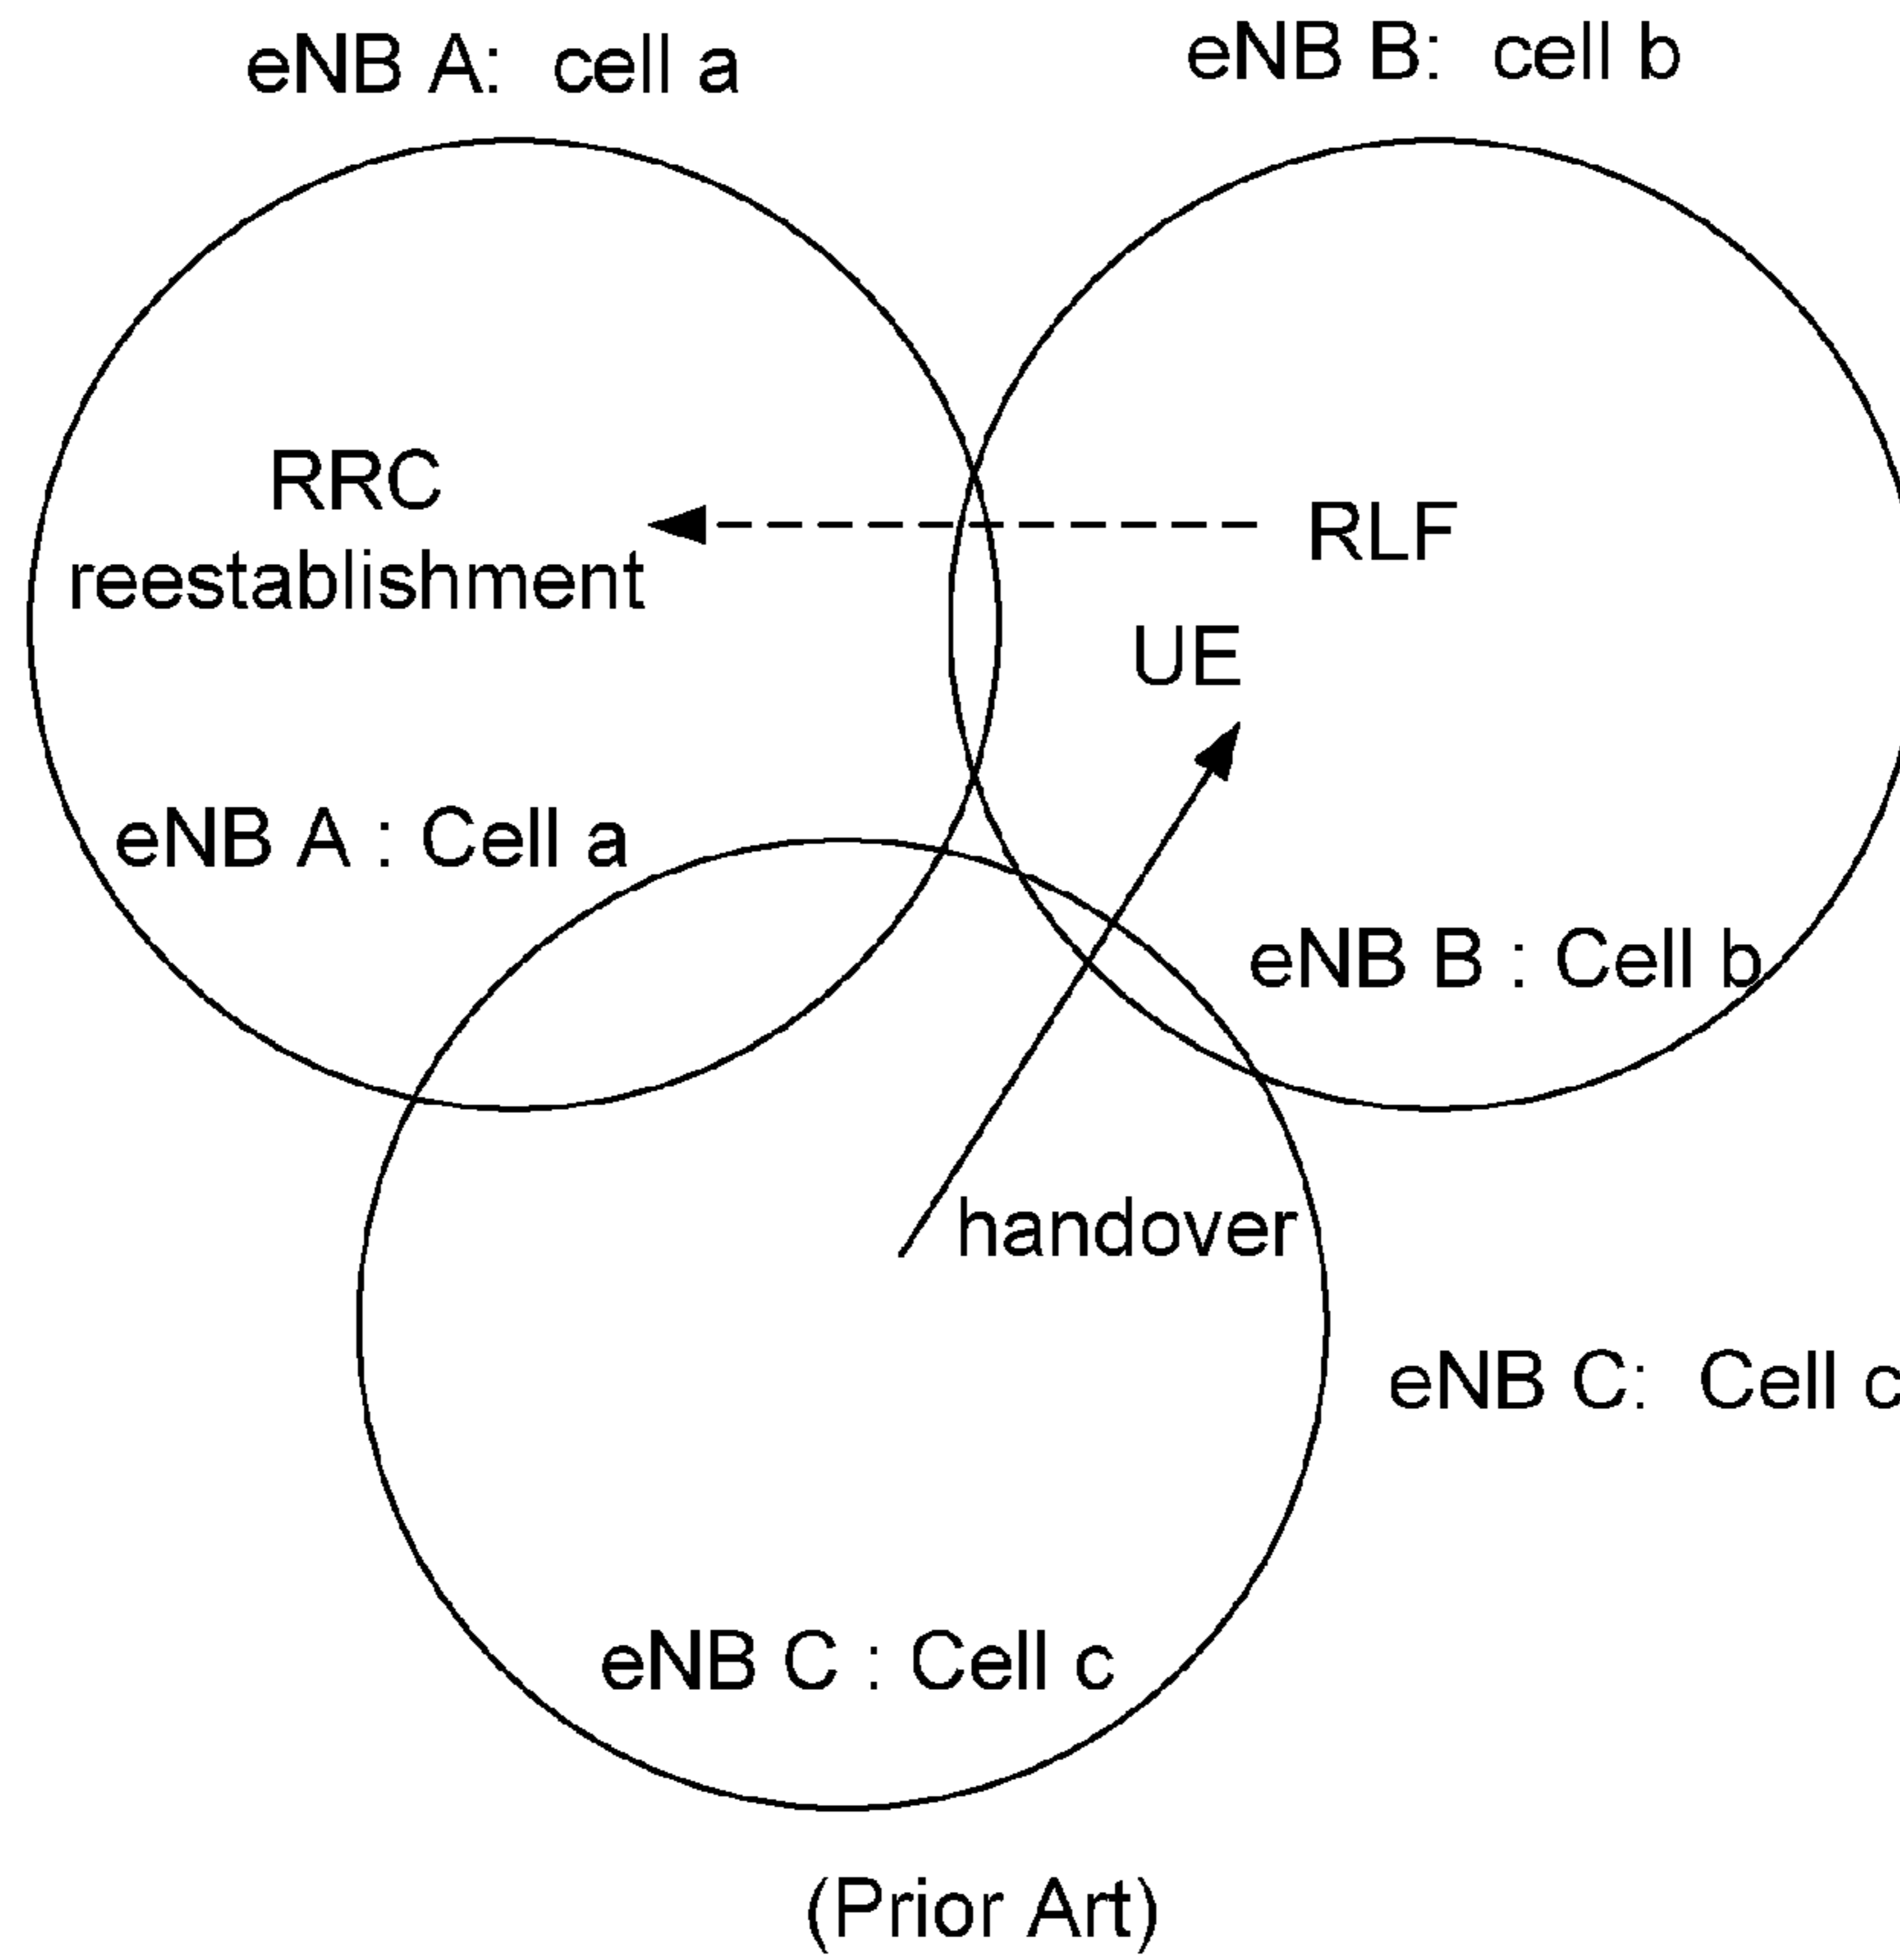 eNB A: cell a
eNB B: cell b
RRC
reestablishment
RLF
UE
eNB A : Cell a
eNB B : Cell b
handover
eNB C: Cell c
eNB C : Cell c
(Prior Art)